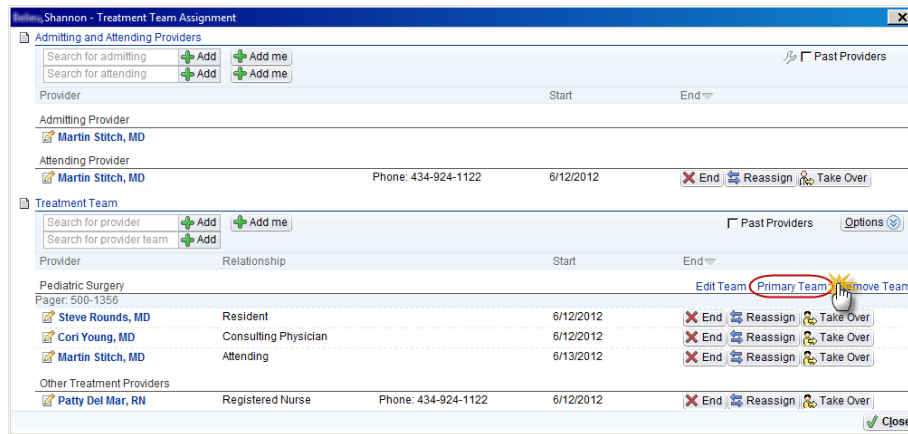 ,Shannon - Treatment Team Assignment
Admitting and Attending Providers
Search for admitting Add Add me Past Providers
Search for attending Add Add me
Provider Start End
Admitting Provider
Martin Stitch, MD
Attending Provider
Martin Stitch, MD Phone: 434-924-1122 6/12/2012 End Reassign Take Over
Treatment Team
Search for provider Add Add me Past Providers Options
Search for provider team Add
Provider Relationship Start End
Pediatric Surgery Edit Team Primary Team move Team
Pager: 500-1356
Steve Rounds, MD Resident 6/12/2012 End Reassign Take Over
Cori Young, MD Consulting Physician 6/12/2012 End Reassign Take Over
Martin Stitch, MD Attending 6/13/2012 End Reassign Take Over
Other Treatment Providers
Patty Del Mar, RN Registered Nurse Phone: 434-924-1122 6/12/2012 End Reassign Take Over
Close